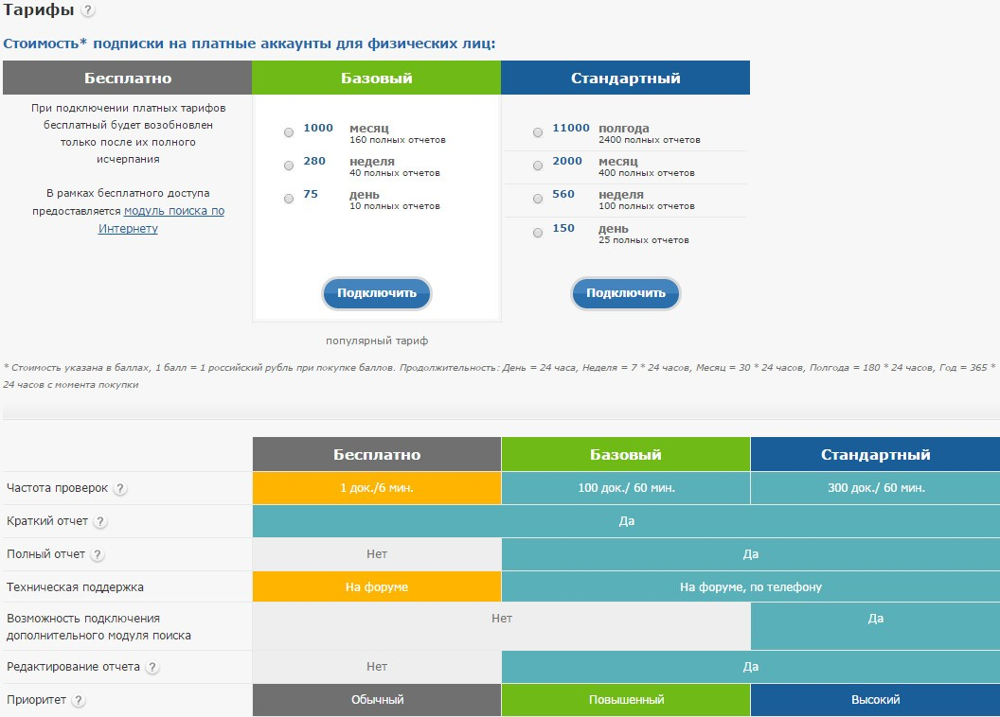 Тарифы ?
Стоимость* подписки на платные аккаунты для физических лиц:
Бесплатно
При подключении платных тарифов
бесплатный будет возобновлен
только после их полного
исчерпания
В рамках бесплатного доступа
предоставляется модуль поиска по
Интернету
Базовый
1000 месяц
160 полных отчетов
280 неделя
40 полных отчетов
75 день
10 полных отчетов
Подключить
популярный тариф
Стандартный
11000 полгода
2400 полных отчетов
2000 месяц
400 полных отчетов
560 неделя
100 полных отчетов
150 день
25 полных отчетов
Подключить
* Стоимость указана в баллах, 1 балл = 1 российский рубль при покупке баллов. Продолжительность: День = 24 часа, Неделя = 7 * 24 часов, Месяц = 30 * 24 часов, Полгода = 180 * 24 часов, Год = 365 *
24 часов с момента покупки
Бесплатно Базовый Стандартный
Частота проверок ? 1 док./6 мин. 100 док./ 60 мин. 300 док./ 60 мин.
Краткий отчет ? Да
Полный отчет ? Нет Да
Техническая поддержка На форуме На форуме, по телефону
Возможность подключения Нет Да
дополнительного модуля поиска
Редактирование отчета ? Нет Да
Приоритет ? Обычный Повышенный Высокий